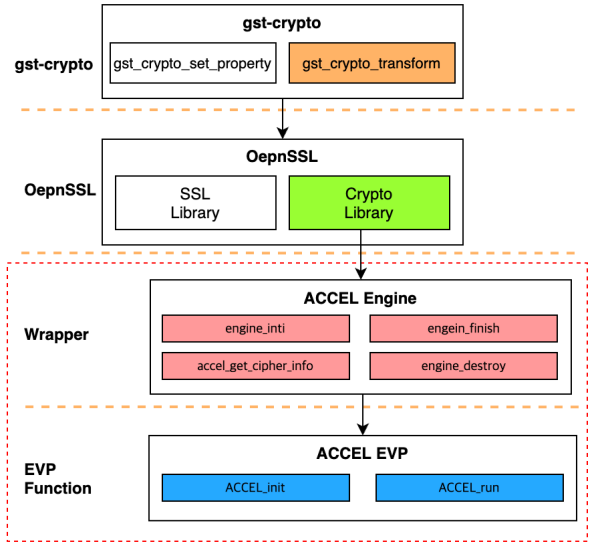 gst-crypto
gst-crypto
gst_crypto_set_property
gst_crypto_transform
OepnSSL
OepnSSL
SSL
Library
Crypto
Library
Wrapper
ACCEL Engine
engine_inti
engein_finish
accel_get_cipher_info
engine_destroy
EVP
Function
ACCEL EVP
ACCEL_init
ACCEL_run